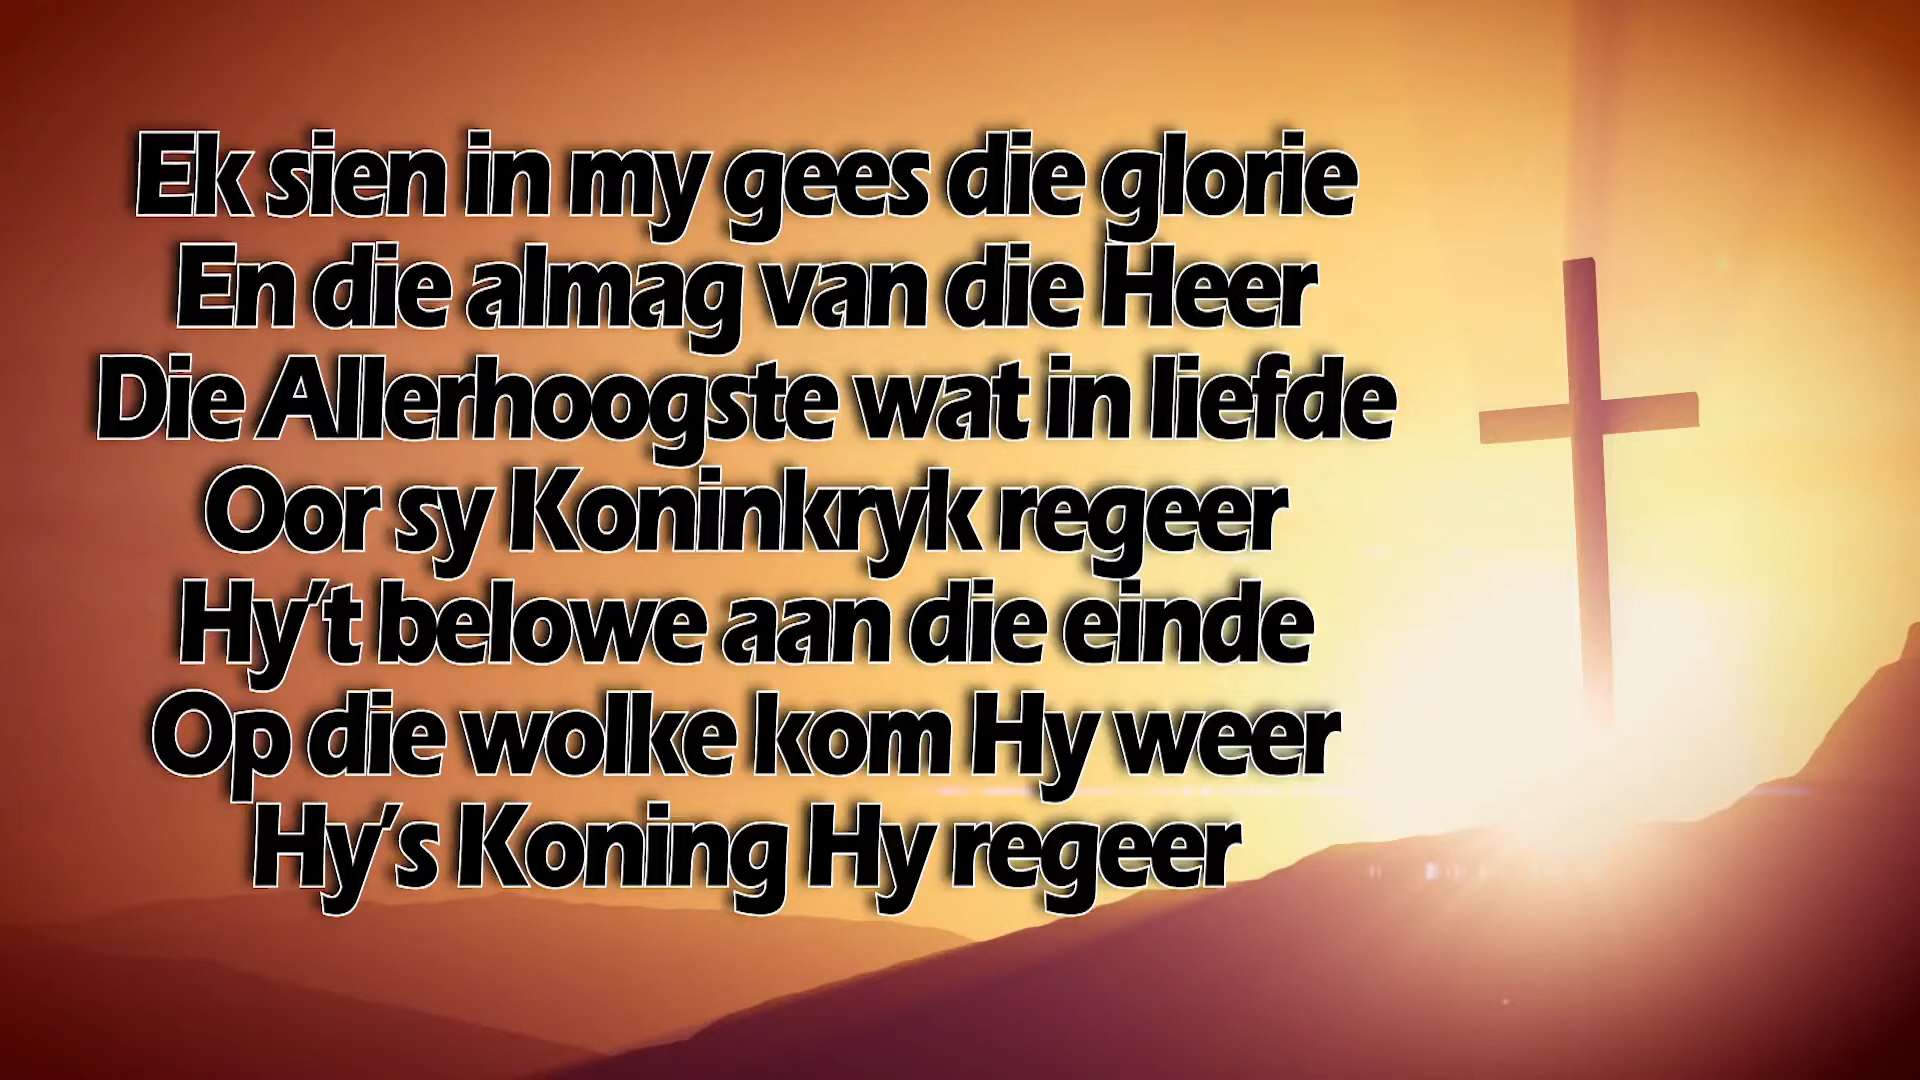 Ek sien in my gees die glorie
En die almag van die Heer
Die Allerhoogste wat in liefde
Oor sy Koninkryk regeer
Hy't belowe aan die einde
Op die wolke kom Hy weer
Hy's Koning Hy regeer